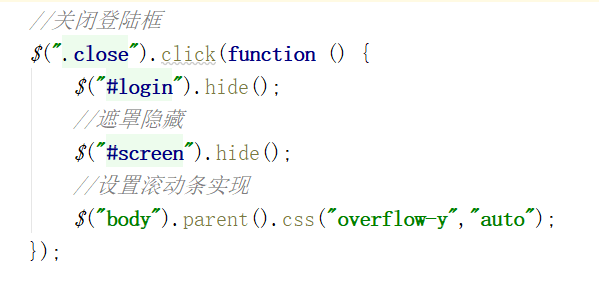 //关闭登陆框
$(".close").click(function () {
    $("#login").hide();
    //遮罩隐藏
    $("#screen").hide();
    //设置滚动条实现
    $("body").parent().css("overflow-y","auto");
});